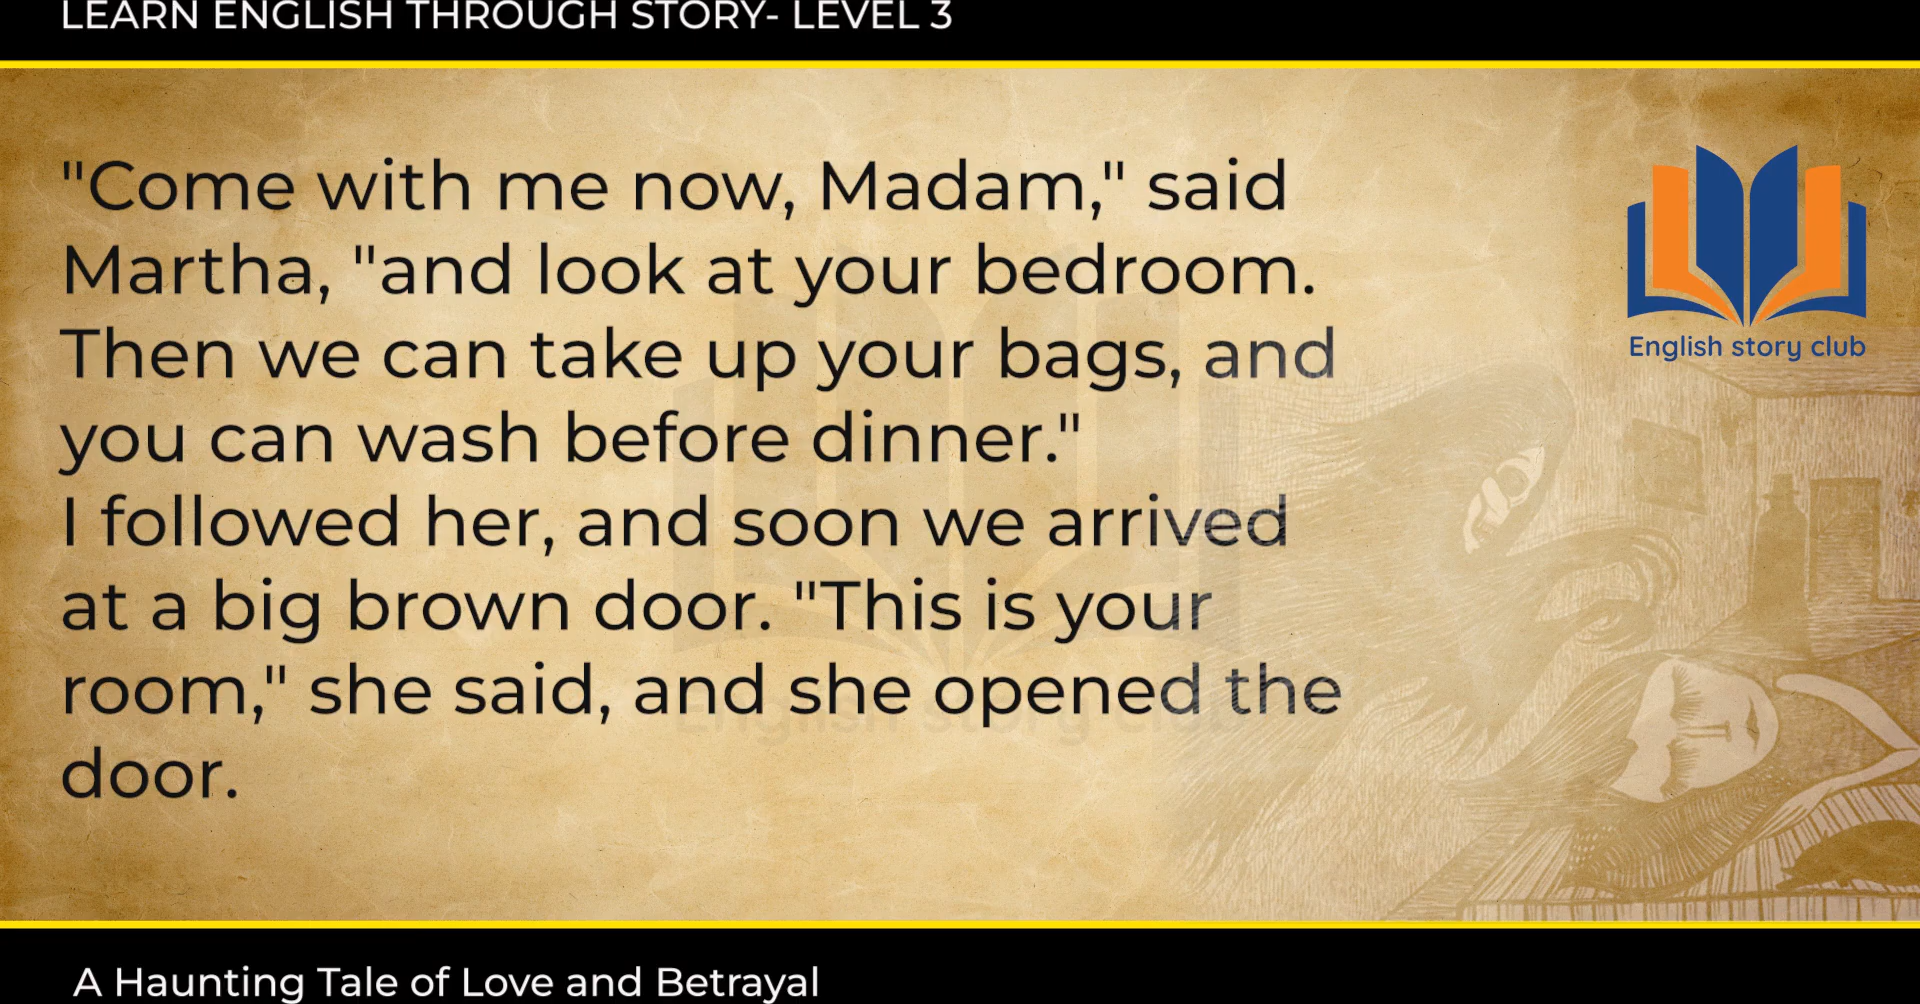 LEARN ENGLISH THROUGH STORY- LEVEL 3
"Come with me now, Madam," said
Martha, "and look at your bedroom.
Then we can take up your bags, and
you can wash before dinner."
I followed her, and soon we arrived
at a big brown door. "This is your
room," she said, and she opened the
door.
English story club
English story club
A Haunting Tale of Love and Betrayal